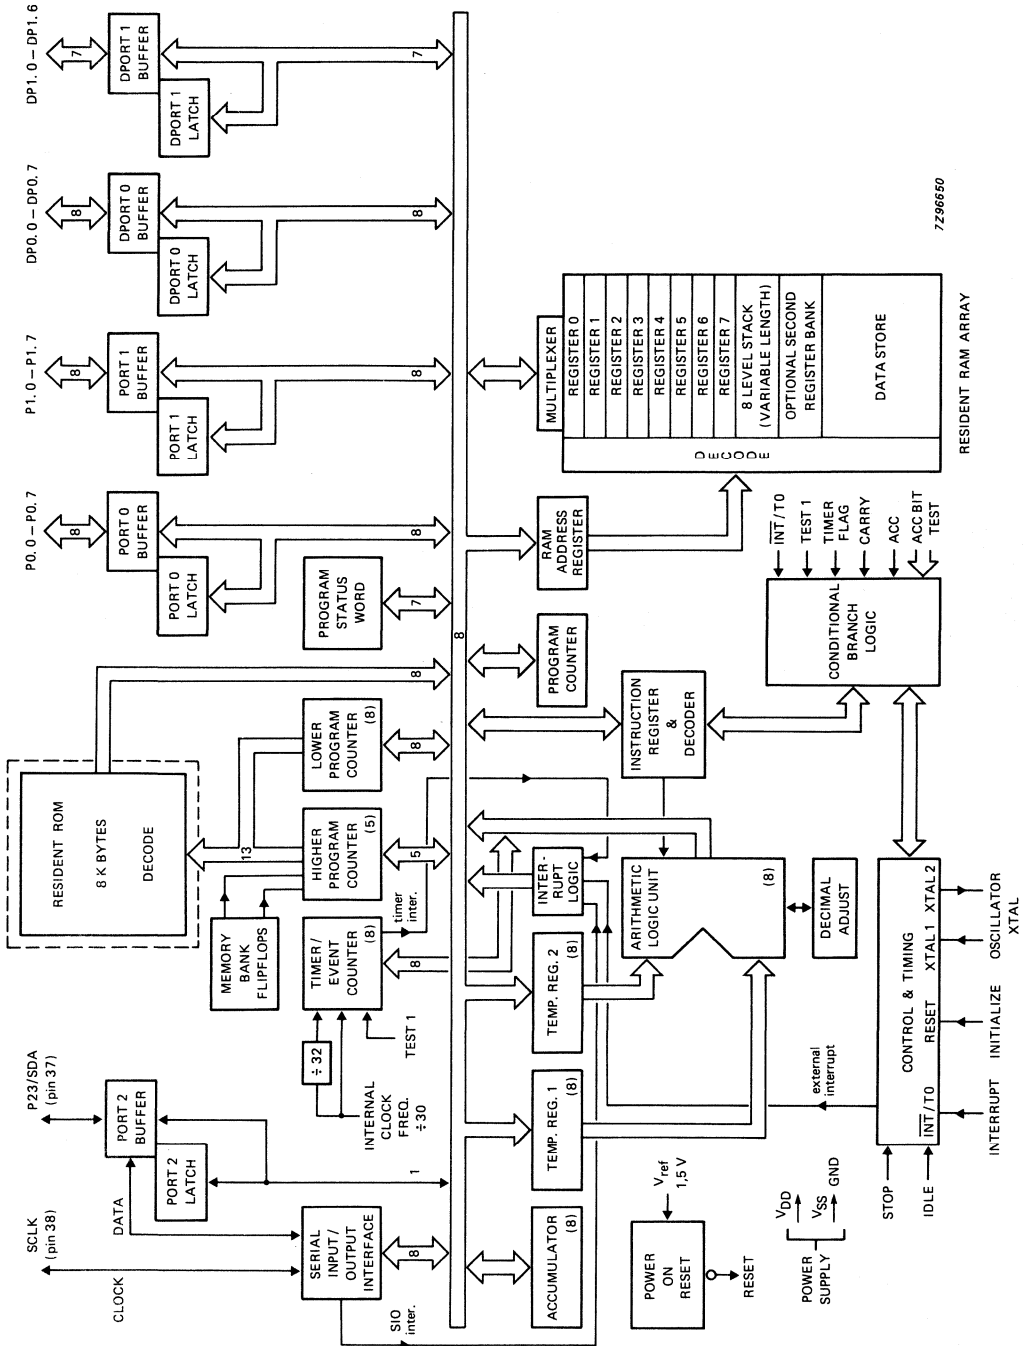 SCLK
(pin 38)
P23/SDA
(pin 37)
P0.0 – P0.7
P1.0 – P1.7
DP0.0 – DP0.7
DP1.0 – DP1.6
8
8
8
7
CLOCK
DATA
PORT 2
BUFFER
PORT 2
LATCH
RESIDENT ROM
8 K BYTES
DECODE
PORT 0
BUFFER
PORT 0
LATCH
PORT 1
BUFFER
PORT 1
LATCH
DPORT 0
BUFFER
DPORT 0
LATCH
DPORT 1
BUFFER
DPORT 1
LATCH
MEMORY
BANK
FLIPFLOPS
13
SERIAL
INPUT/
OUTPUT
INTERFACE
÷ 32
INTERNAL
CLOCK
FREQ.
÷30
TEST 1
TIMER/
EVENT
COUNTER
(8)
HIGHER
PROGRAM
COUNTER
(5)
LOWER
PROGRAM
COUNTER
(8)
PROGRAM
STATUS
WORD
timer
inter.
SIO
inter.
8
1
8
5
8
8
7
8
8
8
7
8
ACCUMULATOR
(8)
TEMP. REG. 1
(8)
TEMP. REG. 2
(8)
INTER-
RUPT
LOGIC
PROGRAM
COUNTER
RAM
ADDRESS
REGISTER
MULTIPLEXER
REGISTER 0
REGISTER 1
REGISTER 2
REGISTER 3
REGISTER 4
REGISTER 5
REGISTER 6
REGISTER 7
8 LEVEL STACK
(VARIABLE LENGTH)
OPTIONAL SECOND
REGISTER BANK
DATA STORE
DECODE
RESIDENT RAM ARRAY
ARITHMETIC
LOGIC UNIT
(8)
INSTRUCTION
REGISTER
&
DECODER
DECIMAL
ADJUST
CONDITIONAL
BRANCH
LOGIC
INT / T0
TEST 1
TIMER
FLAG
CARRY
ACC
ACC BIT
TEST
POWER
ON
RESET
Vref
1,5 V
RESET
POWER
SUPPLY
VDD
VSS
GND
external
interrupt
STOP
IDLE
CONTROL & TIMING
INT / T0
RESET
XTAL 1
XTAL 2
INTERRUPT
INITIALIZE
OSCILLATOR
XTAL
7Z96650